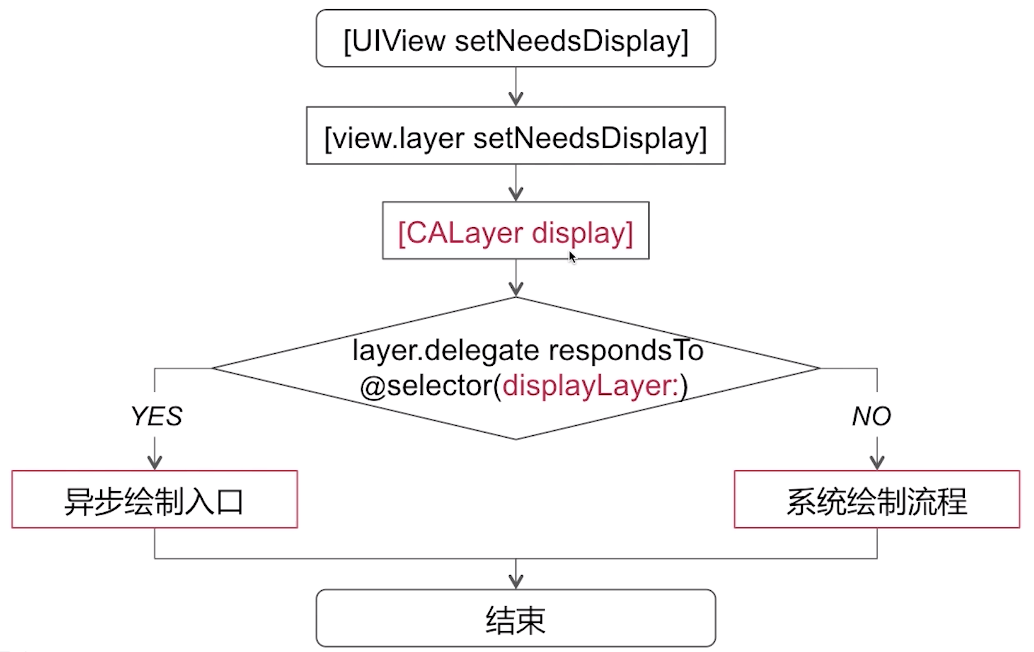 [UIView setNeedsDisplay]
[view.layer setNeedsDisplay]
[CALayer display]
layer.delegate respondsTo
@selector(displayLayer:)
YES
NO
异步绘制入口
系统绘制流程
结束